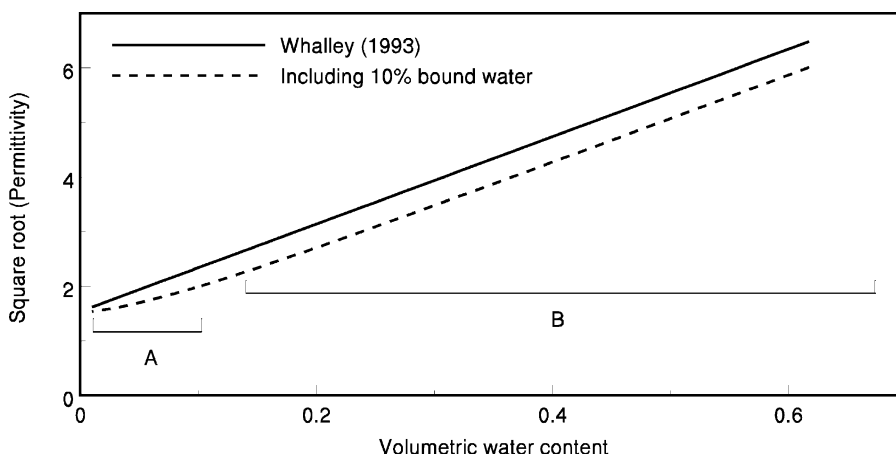 Whalley (1993)
Including 10% bound water
Square root (Permittivity)
6
4
2
0
A
B
0
0.2
0.4
0.6
Volumetric water content